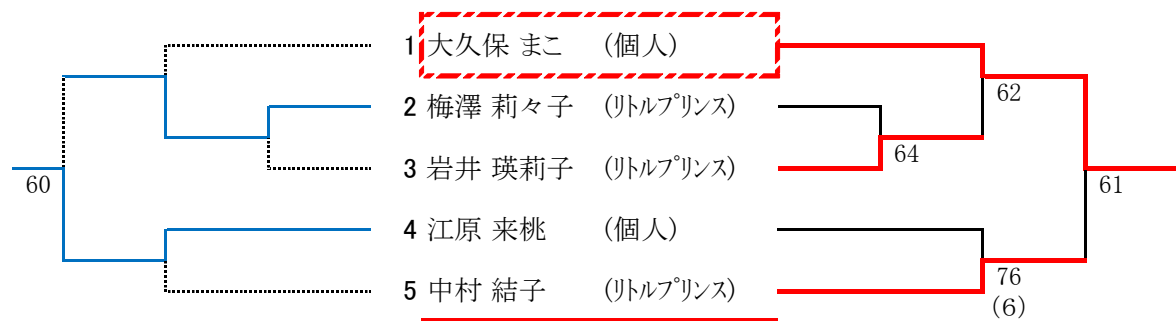 1 大久保 まこ (個人)
62
2 梅澤 莉々子 (リトルプリンス)
64
3 岩井 瑛莉子 (リトルプリンス)
60
61
4 江原 来桃 (個人)
76
(6)
5 中村 結子 (リトルプリンス)